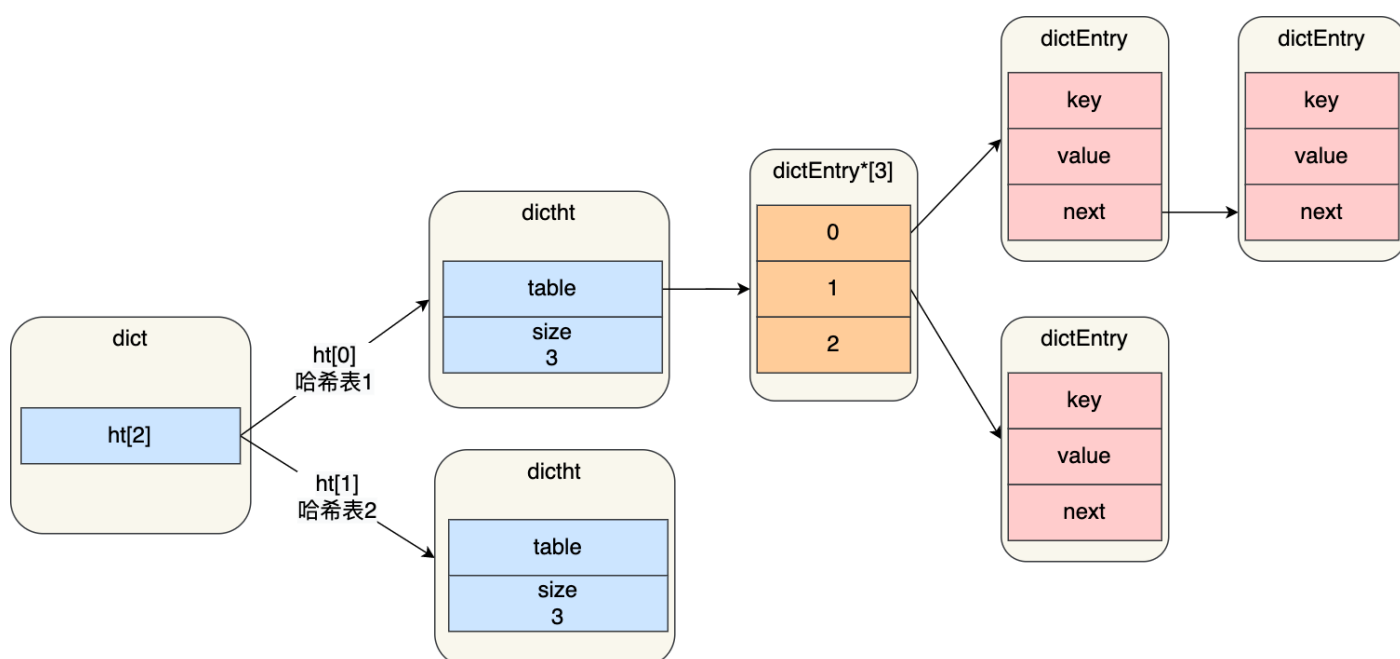 dict
ht[2]
ht[0]
哈希表1
ht[1]
哈希表2
dictht
table
size
3
dictht
table
size
3
dictEntry*[3]
0
1
2
dictEntry
key
value
next
dictEntry
key
value
next
dictEntry
key
value
next